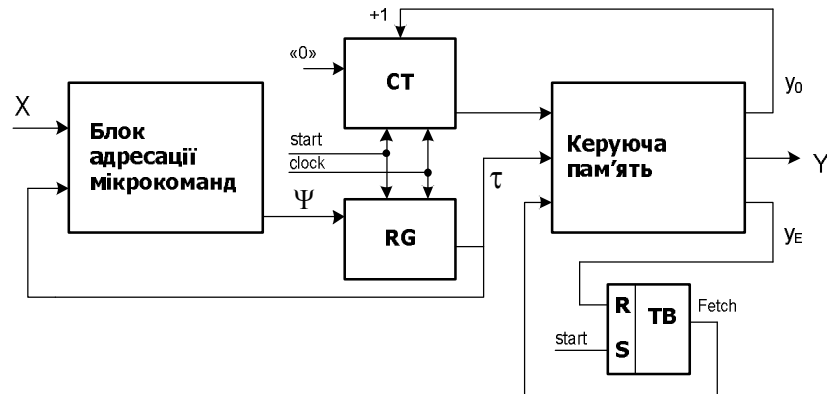 +1
«0»
CT
y0
X
Блок
адресації
мікрокоманд
start
clock
Керуюча
пам’ять
Y
τ
Ψ
RG
yE
R
TB
Fetch
start
S